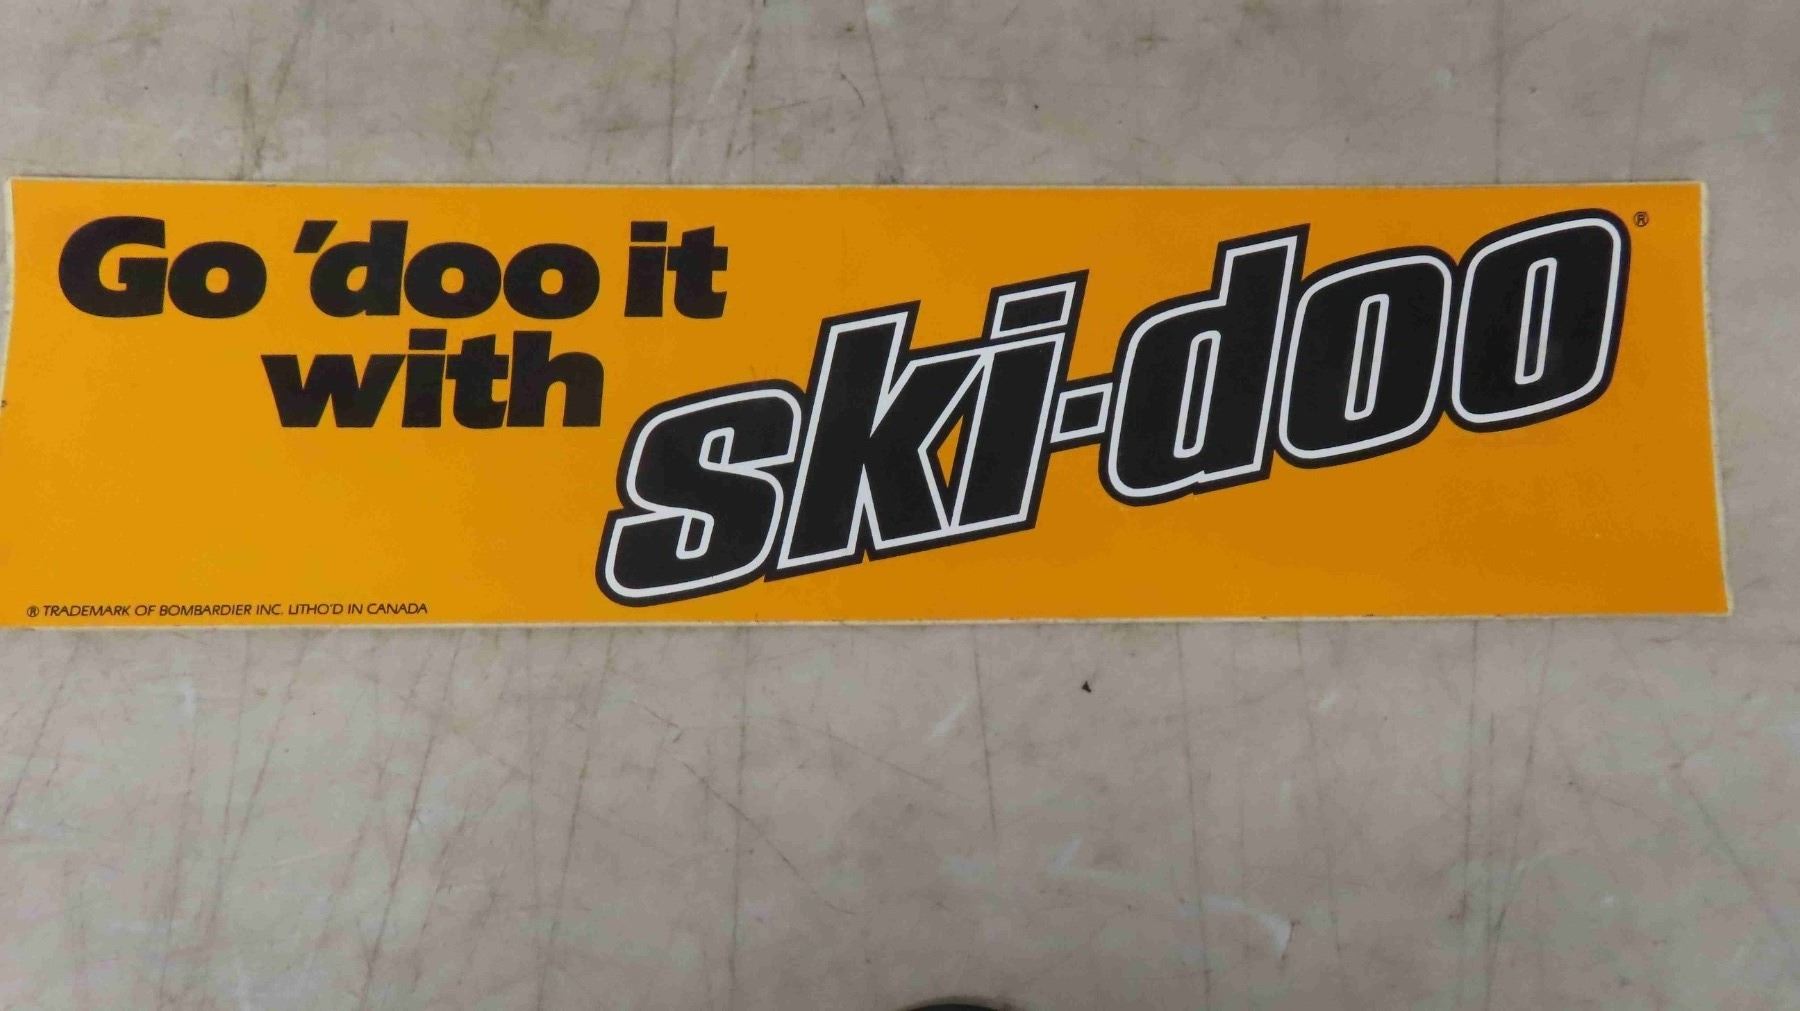 Go 'doo it
with
ski-doo®
® TRADEMARK OF BOMBARDIER INC. LITHO'D IN CANADA